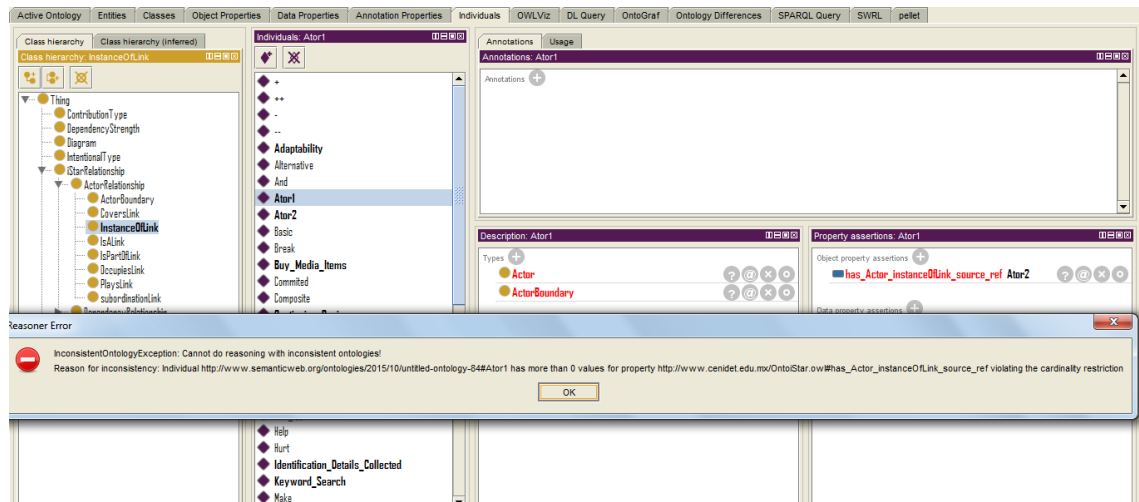 Active Ontology Entities Classes Object Properties Data Properties Annotation Properties Individuals OWLViz DL Query OntoGraf Ontology Differences SPARQL Query SWRL pellet
Class hierarchy Class hierarchy (inferred)
Class hierarchy: InstanceOfLink
Thing
ContributionType
DependencyStrength
Diagram
IntentionalType
iStarRelationship
ActorRelationship
ActorBoundary
CoversLink
InstanceOfLink
IsALink
IsPartOfLink
OccupiesLink
PlaysLink
subordinationLink
DependencyRelationship
Individuals: Ator1
+
++
-
--
Adaptability
Alternative
And
Ator1
Ator2
Basic
Break
Buy_Media_Items
Commited
Composite
Annotations Usage
Annotations: Ator1
Annotations
Description: Ator1
Types
Actor
ActorBoundary
Property assertions: Ator1
Object property assertions
has_Actor_instanceOfLink_source_ref Ator2
Data property assertions
Reasoner Error
InconsistentOntologyException: Cannot do reasoning with inconsistent ontologies!
Reason for inconsistency: Individual http://www.semanticweb.org/ontologies/2015/10/untitled-ontology-84#Ator1 has more than 0 values for property http://www.cenidet.edu.mx/OntoiStar.owl#has_Actor_instanceOfLink_source_ref violating the cardinality restriction
OK
Help
Hurt
Identification_Details_Collected
Keyword_Search
Make